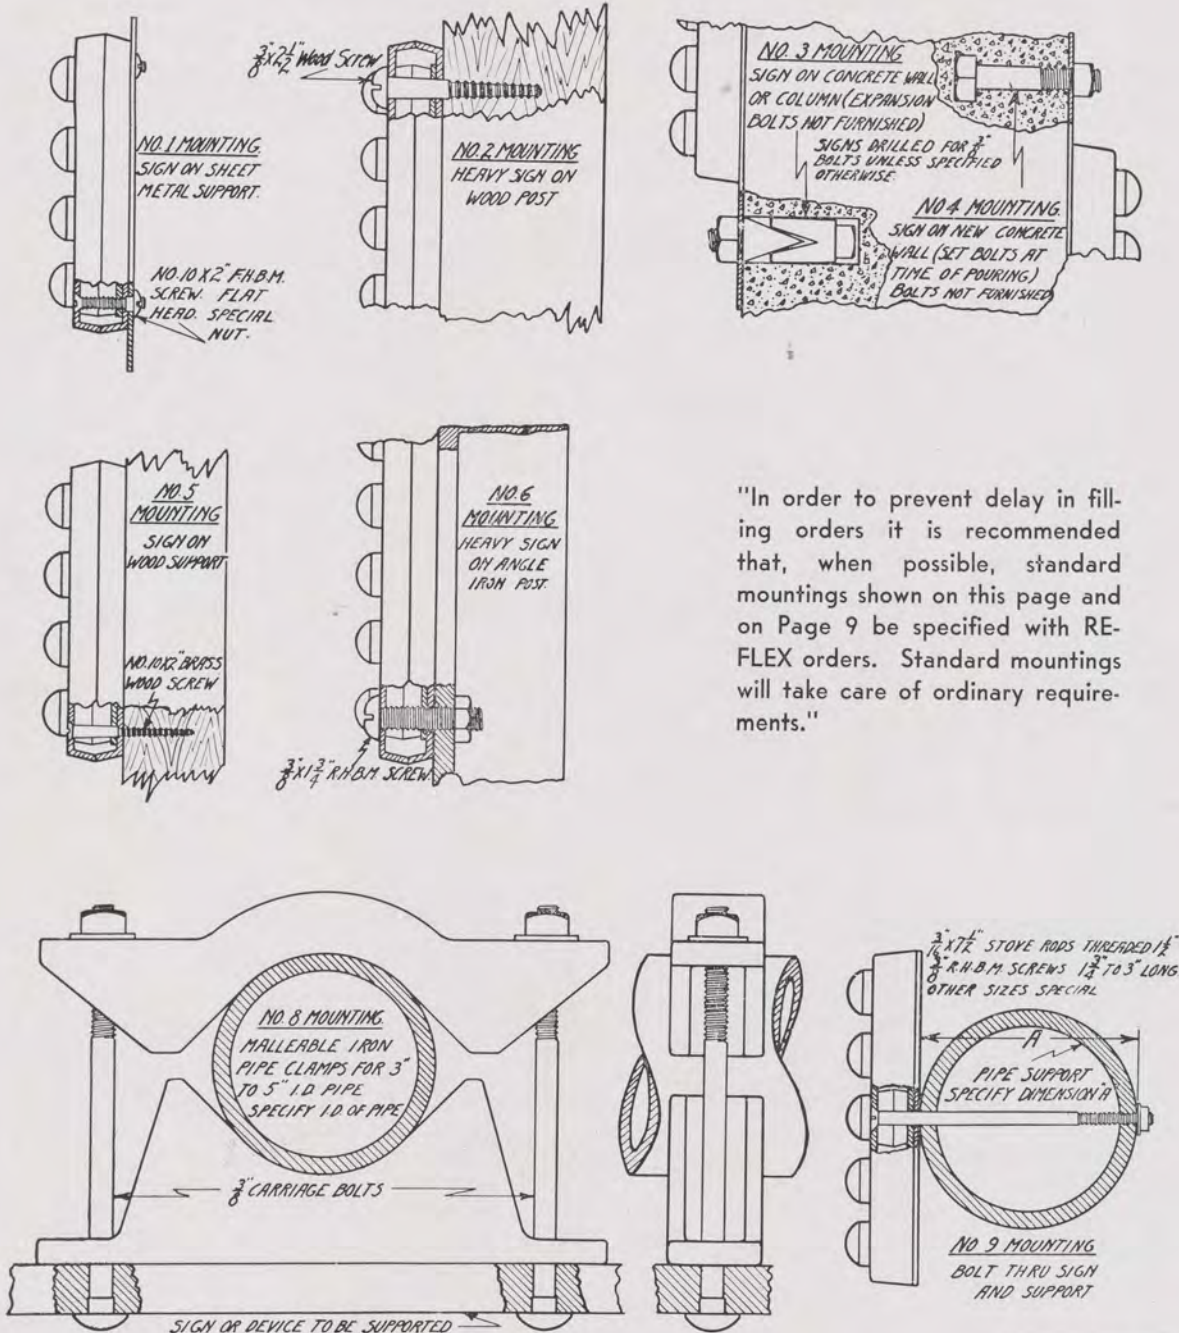 NO. 1 MOUNTING
SIGN ON SHEET
METAL SUPPORT.
NO. 10 X 2" F.H.B.M.
SCREW. FLAT
HEAD. SPECIAL
NUT.
3/8" X 2 1/2" Wood Screw
NO. 2 MOUNTING
HEAVY SIGN ON
WOOD POST
NO. 3 MOUNTING
SIGN ON CONCRETE WALL
OR COLUMN (EXPANSION
BOLTS NOT FURNISHED)
SIGNS DRILLED FOR 3/8"
BOLTS UNLESS SPECIFIED
OTHERWISE
NO 4 MOUNTING
SIGN ON NEW CONCRETE
WALL (SET BOLTS AT
TIME OF POURING)
BOLTS NOT FURNISHED
NO. 5
MOUNTING
SIGN ON
WOOD SUPPORT
NO. 10 X 2" BRASS
WOOD SCREW
NO. 6
MOUNTING
HEAVY SIGN
ON ANGLE
IRON POST.
3/8" X 1 3/4" R.H.B.M. SCREW
"In order to prevent delay in fill-
ing orders it is recommended
that, when possible, standard
mountings shown on this page and
on Page 9 be specified with RE-
FLEX orders. Standard mountings
will take care of ordinary require-
ments."
NO. 8 MOUNTING
MALLEABLE IRON
PIPE CLAMPS FOR 3"
TO 5" I.D. PIPE
SPECIFY I.D. OF PIPE
3/8" CARRIAGE BOLTS
SIGN OR DEVICE TO BE SUPPORTED
3/16" X 7 1/2" STOVE RODS THREADED 1 1/2"
3/8" R.H.B.M. SCREWS 1 3/4" TO 3" LONG
OTHER SIZES SPECIAL
A
PIPE SUPPORT
SPECIFY DIMENSION "A"
NO 9 MOUNTING
BOLT THRU SIGN
AND SUPPORT